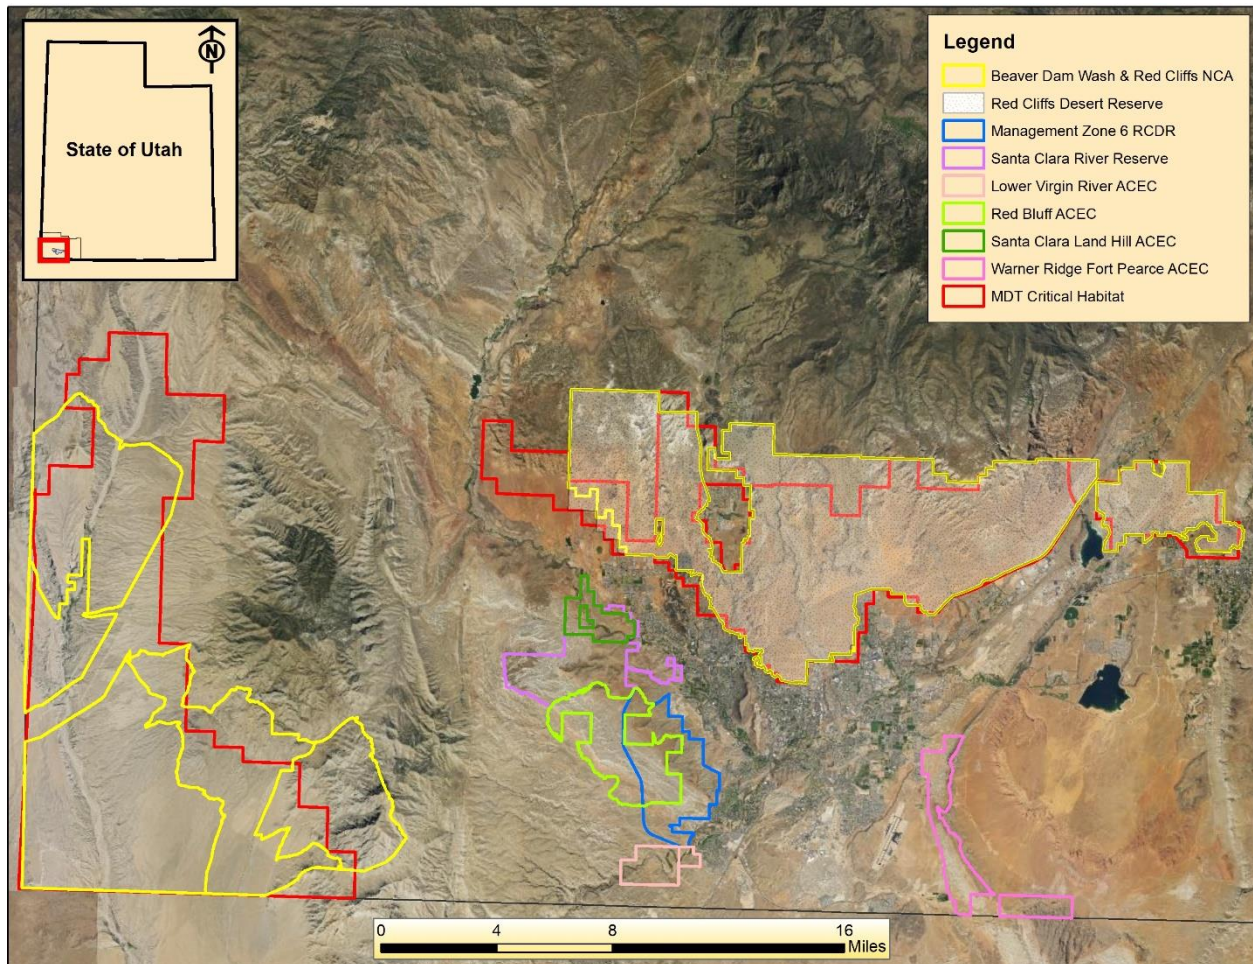 N
State of Utah
Legend
Beaver Dam Wash & Red Cliffs NCA
Red Cliffs Desert Reserve
Management Zone 6 RCDR
Santa Clara River Reserve
Lower Virgin River ACEC
Red Bluff ACEC
Santa Clara Land Hill ACEC
Warner Ridge Fort Pearce ACEC
MDT Critical Habitat
0 4 8 16
Miles